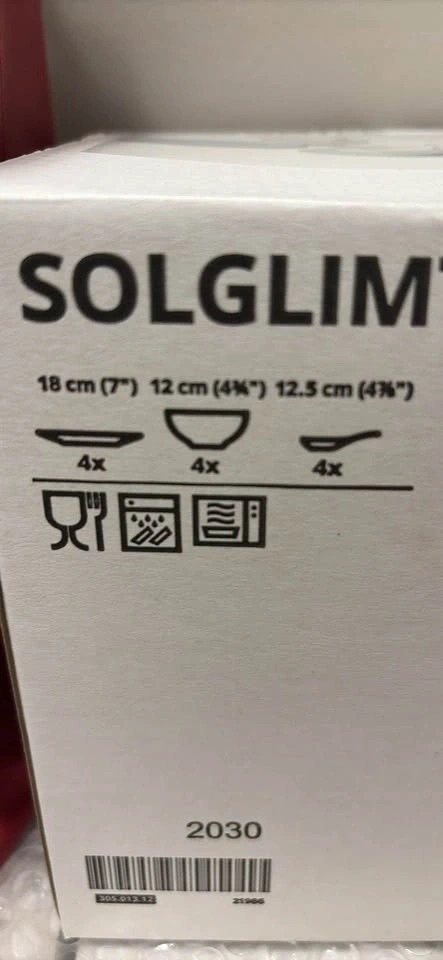 SOLGLIMT
18 cm (7") 12 cm (4¾") 12.5 cm (4⅞")
4x 4x 4x
2030
305.013.12 21986